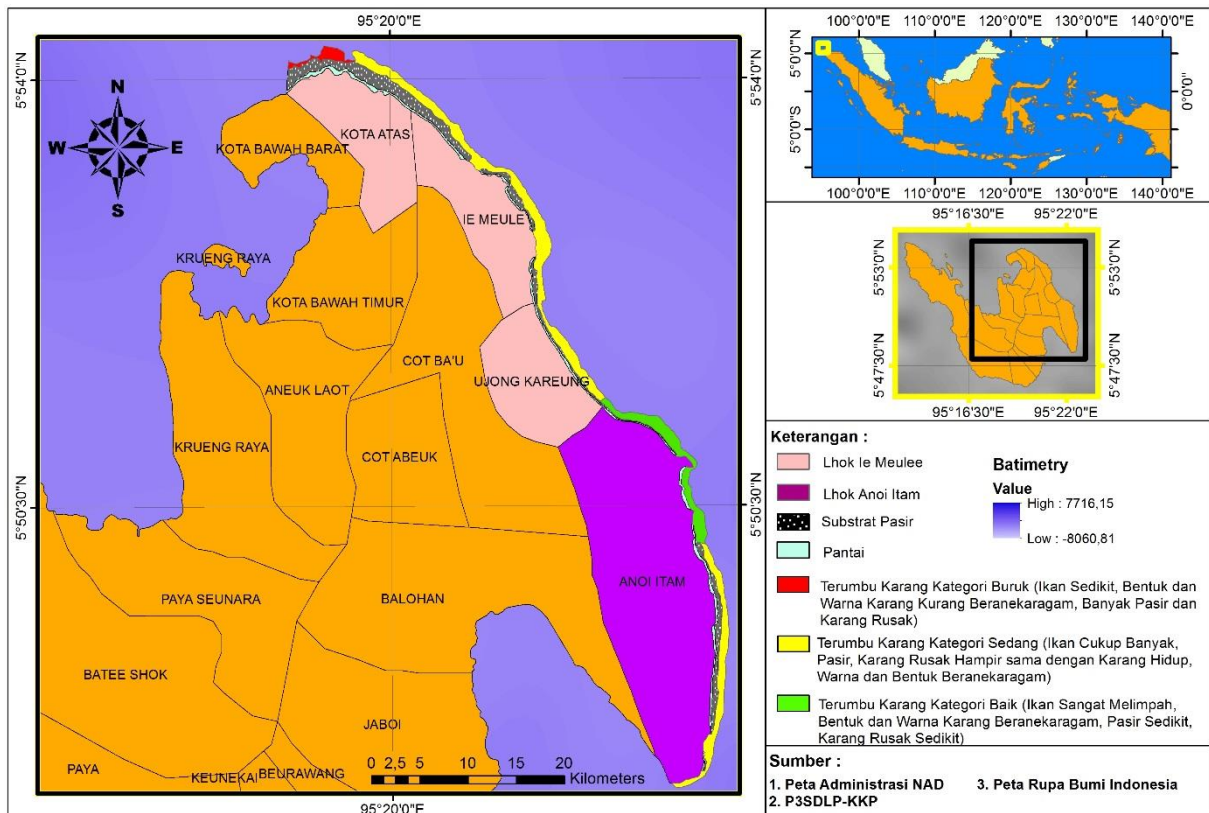 95°20'0"E
5°54'0"N
5°54'0"N
N
W
E
S
KOTA ATAS
KOTA BAWAH BARAT
IE MEULE
KRUENG RAYA
KOTA BAWAH TIMUR
COT BA'U
ANEUK LAOT
UJONG KAREUNG
KRUENG RAYA
COT ABEUK
5°50'30"N
5°50'30"N
ANOI ITAM
PAYA SEUNARA
BALOHAN
BATEE SHOK
JABOI
PAYA
KEUNEKAI
BEURAWANG
0 2,5 5 10 15 20
Kilometers
95°20'0"E
100°0'0"E 110°0'0"E 120°0'0"E 130°0'0"E 140°0'0"E
5°0'0"N
0°0'0"
5°0'0"S
100°0'0"E 110°0'0"E 120°0'0"E 130°0'0"E 140°0'0"E
95°16'30"E 95°22'0"E
5°53'0"N
5°53'0"N
5°47'30"N
5°47'30"N
95°16'30"E 95°22'0"E
Keterangan :
Lhok Ie Meulee
Lhok Anoi Itam
Substrat Pasir
Pantai
Batimetry
Value
High : 7716,15
Low : -8060,81
Terumbu Karang Kategori Buruk (Ikan Sedikit, Bentuk dan
Warna Karang Kurang Beranekaragam, Banyak Pasir dan
Karang Rusak)
Terumbu Karang Kategori Sedang (Ikan Cukup Banyak,
Pasir, Karang Rusak Hampir sama dengan Karang Hidup,
Warna dan Bentuk Beranekaragam)
Terumbu Karang Kategori Baik (Ikan Sangat Melimpah,
Bentuk dan Warna Karang Beranekaragam, Pasir Sedikit,
Karang Rusak Sedikit)
Sumber :
1. Peta Administrasi NAD
2. P3SDLP-KKP
3. Peta Rupa Bumi Indonesia